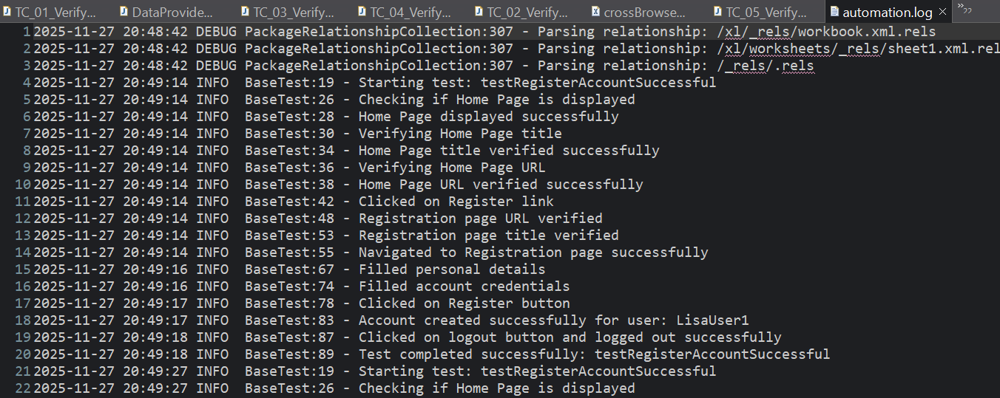 TC_01_Verify... DataProvide... TC_03_Verify... TC_04_Verify... TC_02_Verify... crossBrowse... TC_05_Verify... automation.log
1 2025-11-27 20:48:42 DEBUG PackageRelationshipCollection:307 - Parsing relationship: /xl/_rels/workbook.xml.rels
2 2025-11-27 20:48:42 DEBUG PackageRelationshipCollection:307 - Parsing relationship: /xl/worksheets/_rels/sheet1.xml.rel
3 2025-11-27 20:48:42 DEBUG PackageRelationshipCollection:307 - Parsing relationship: /_rels/.rels
4 2025-11-27 20:49:14 INFO  BaseTest:19 - Starting test: testRegisterAccountSuccessful
5 2025-11-27 20:49:14 INFO  BaseTest:26 - Checking if Home Page is displayed
6 2025-11-27 20:49:14 INFO  BaseTest:28 - Home Page displayed successfully
7 2025-11-27 20:49:14 INFO  BaseTest:30 - Verifying Home Page title
8 2025-11-27 20:49:14 INFO  BaseTest:34 - Home Page title verified successfully
9 2025-11-27 20:49:14 INFO  BaseTest:36 - Verifying Home Page URL
10 2025-11-27 20:49:14 INFO  BaseTest:38 - Home Page URL verified successfully
11 2025-11-27 20:49:14 INFO  BaseTest:42 - Clicked on Register link
12 2025-11-27 20:49:14 INFO  BaseTest:48 - Registration page URL verified
13 2025-11-27 20:49:14 INFO  BaseTest:53 - Registration page title verified
14 2025-11-27 20:49:14 INFO  BaseTest:55 - Navigated to Registration page successfully
15 2025-11-27 20:49:16 INFO  BaseTest:67 - Filled personal details
16 2025-11-27 20:49:16 INFO  BaseTest:74 - Filled account credentials
17 2025-11-27 20:49:17 INFO  BaseTest:78 - Clicked on Register button
18 2025-11-27 20:49:17 INFO  BaseTest:83 - Account created successfully for user: LisaUser1
19 2025-11-27 20:49:18 INFO  BaseTest:87 - Clicked on logout button and logged out successfully
20 2025-11-27 20:49:18 INFO  BaseTest:89 - Test completed successfully: testRegisterAccountSuccessful
21 2025-11-27 20:49:27 INFO  BaseTest:19 - Starting test: testRegisterAccountSuccessful
22 2025-11-27 20:49:27 INFO  BaseTest:26 - Checking if Home Page is displayed